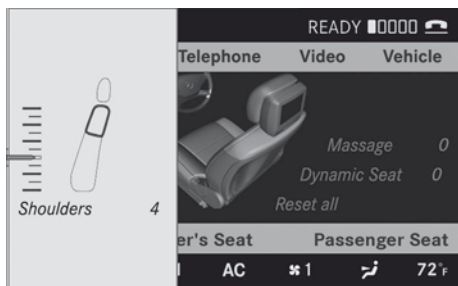 READY
Telephone Video Vehicle
Massage 0
Dynamic Seat 0
Shoulders 4
Reset all
er's Seat Passenger Seat
AC 1 72°F